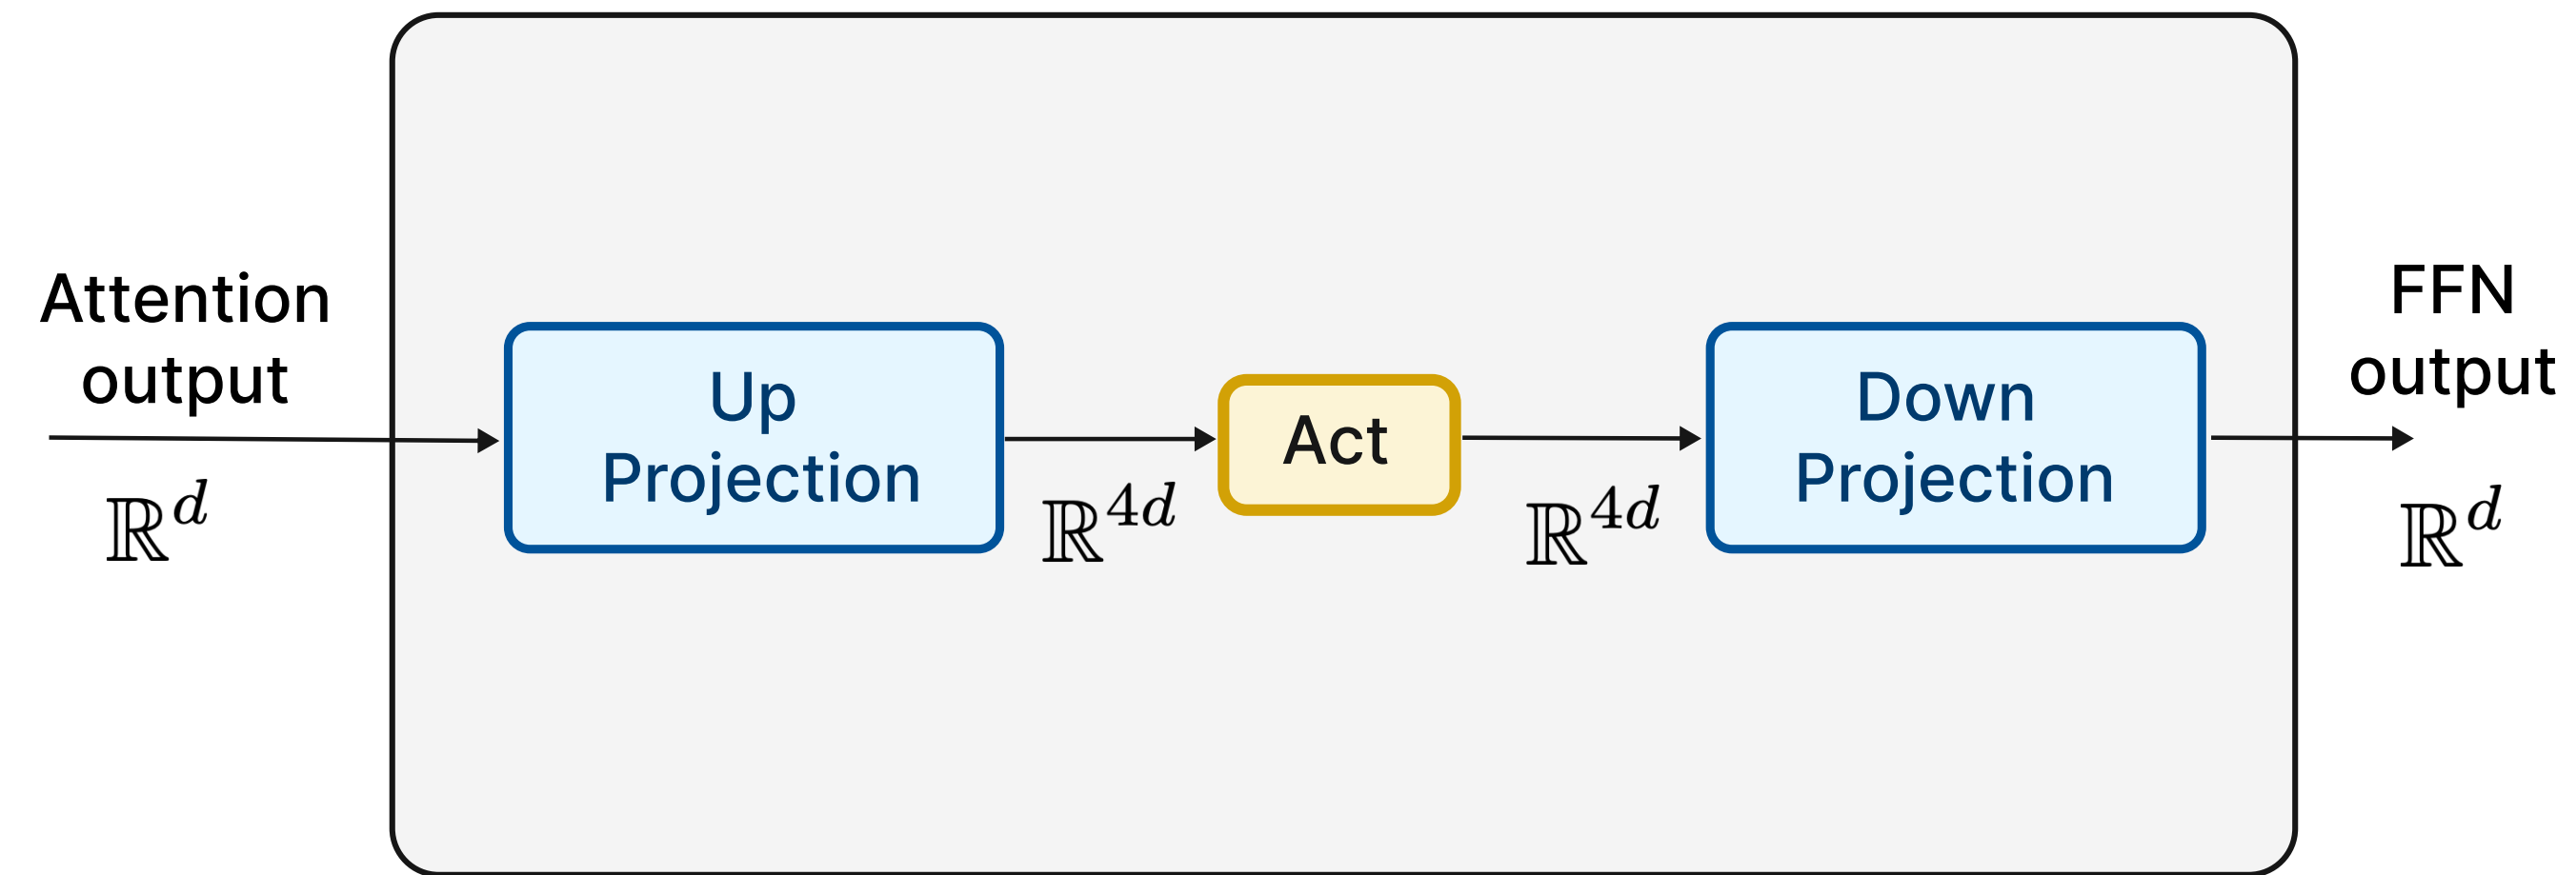 Attention
output
ℝ^d
Up
Projection
ℝ^{4d}
Act
ℝ^{4d}
Down
Projection
FFN
output
ℝ^d